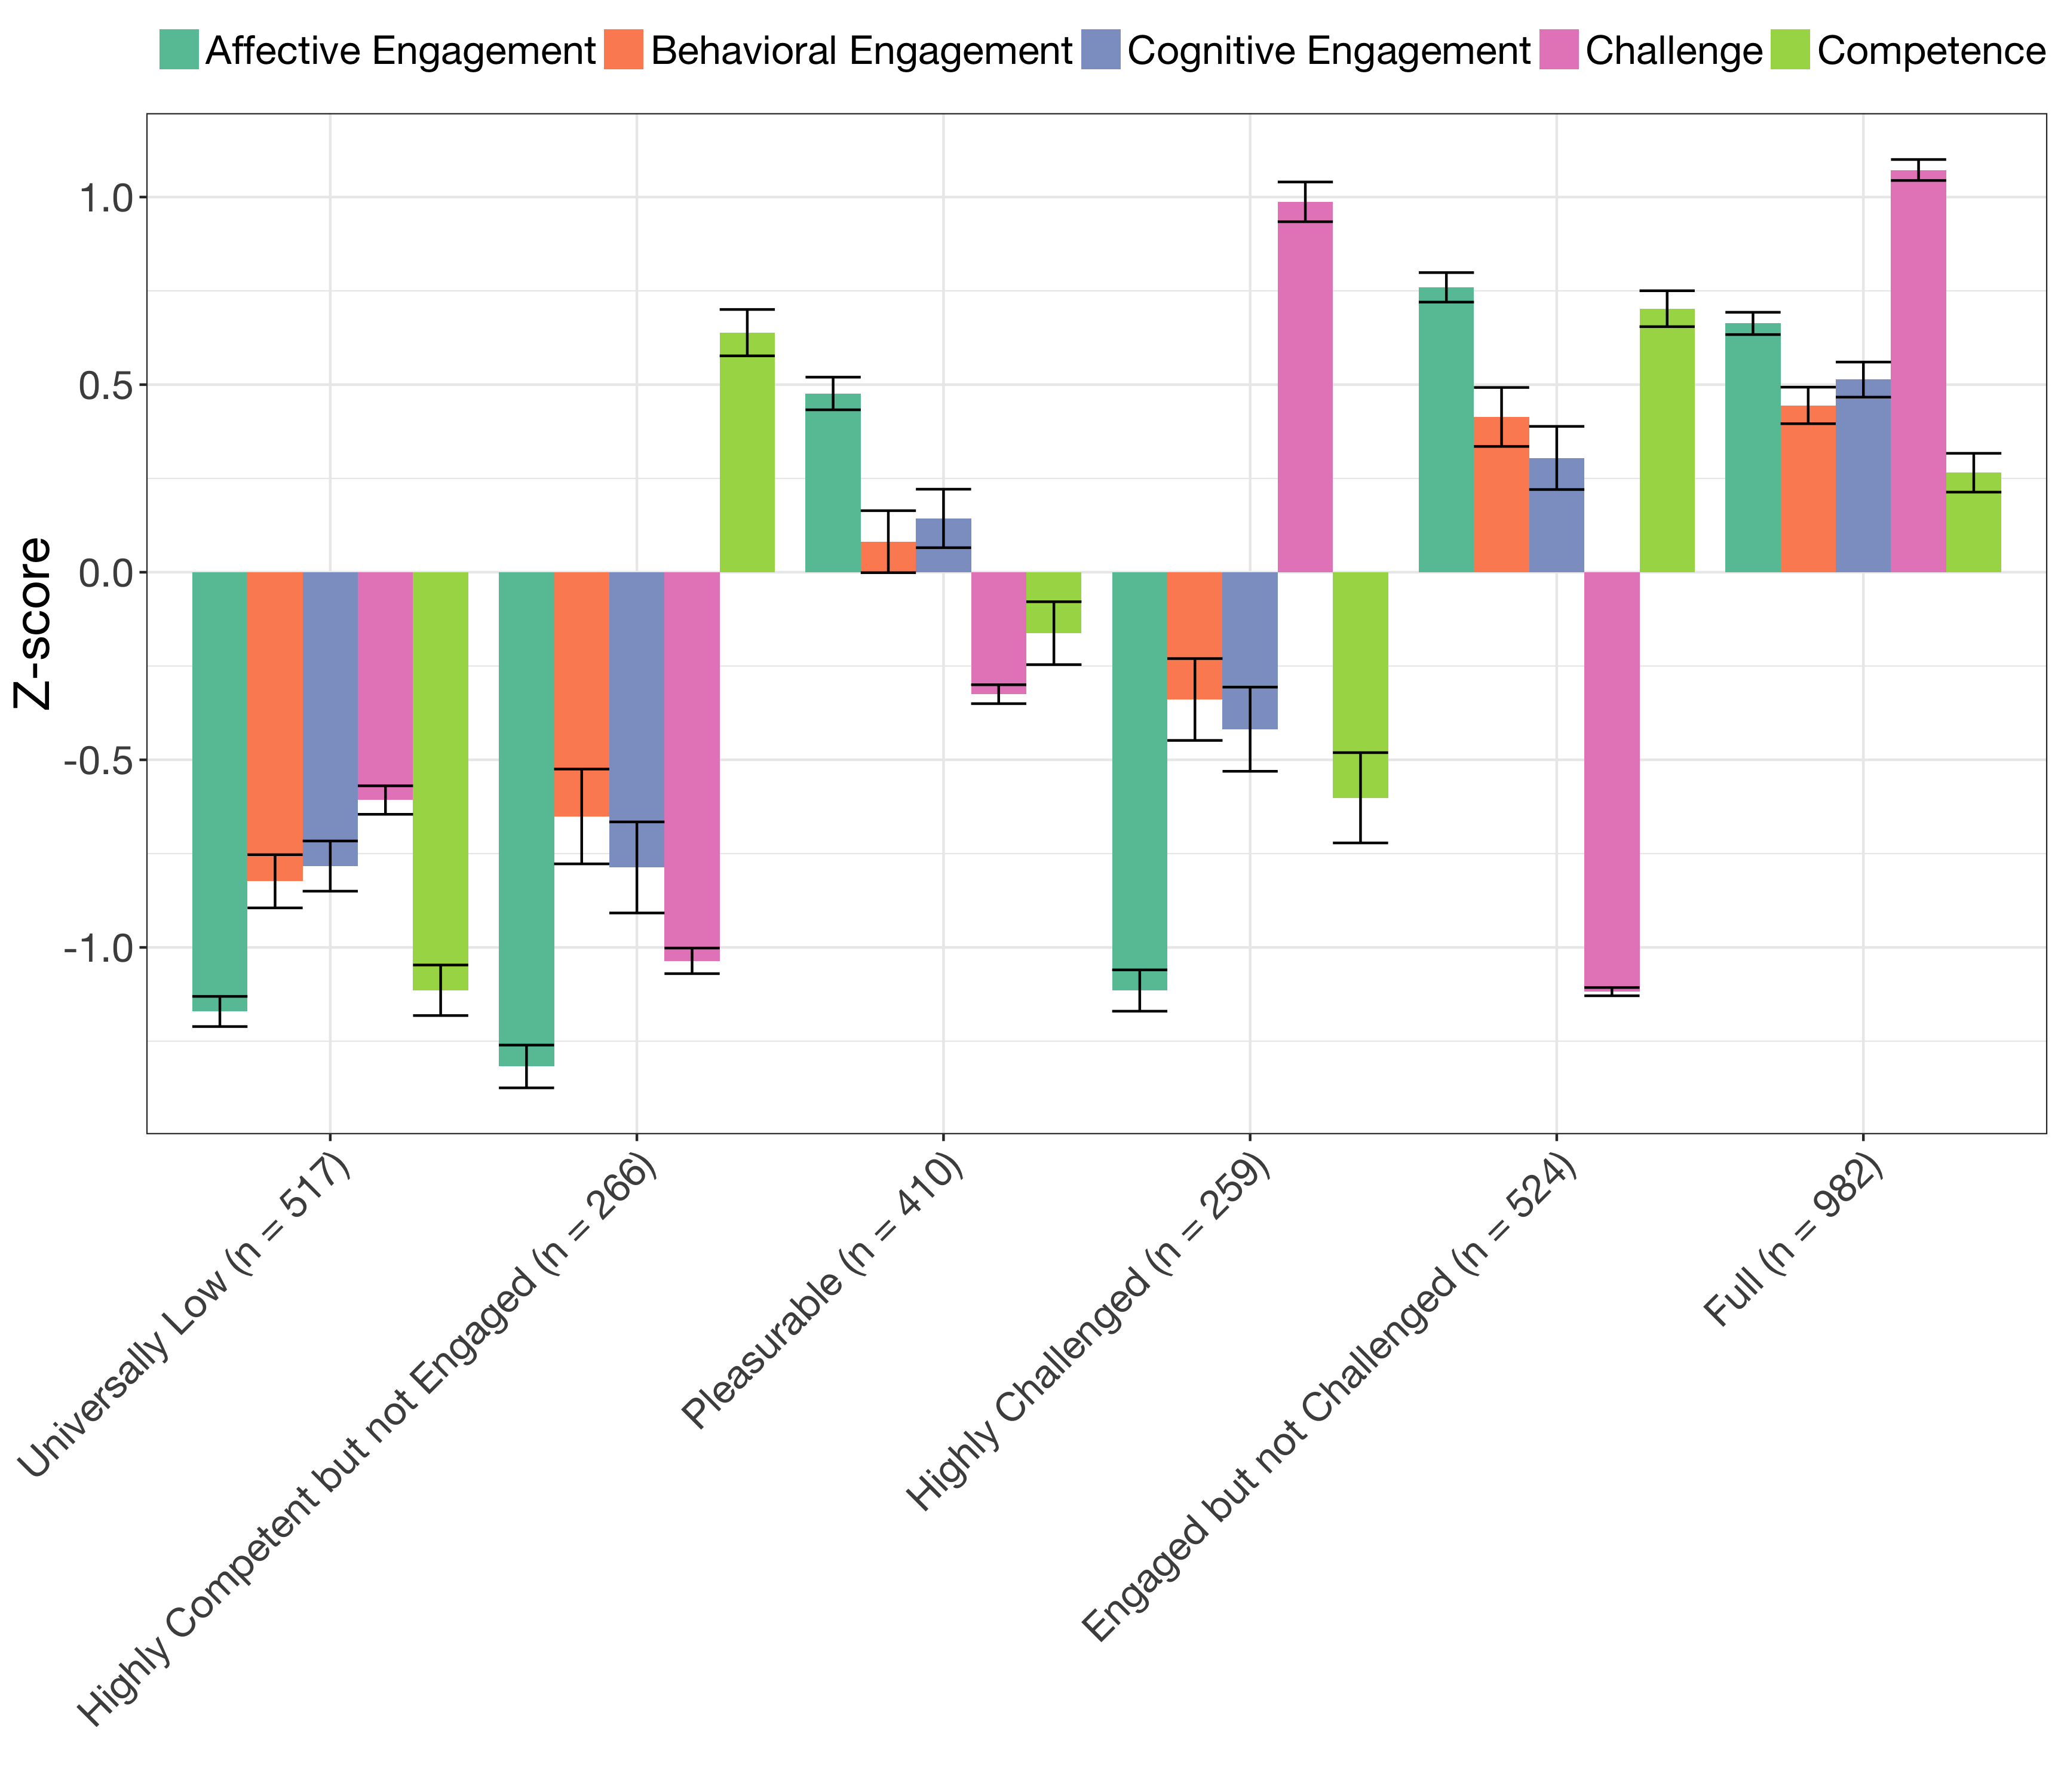 Affective Engagement Behavioral Engagement Cognitive Engagement Challenge Competence
Z-score
1.0
0.5
0.0
-0.5
-1.0
Universally Low (n = 517)
Highly Competent but not Engaged (n = 266)
Pleasurable (n = 410)
Highly Challenged (n = 259)
Engaged but not Challenged (n = 524)
Full (n = 982)